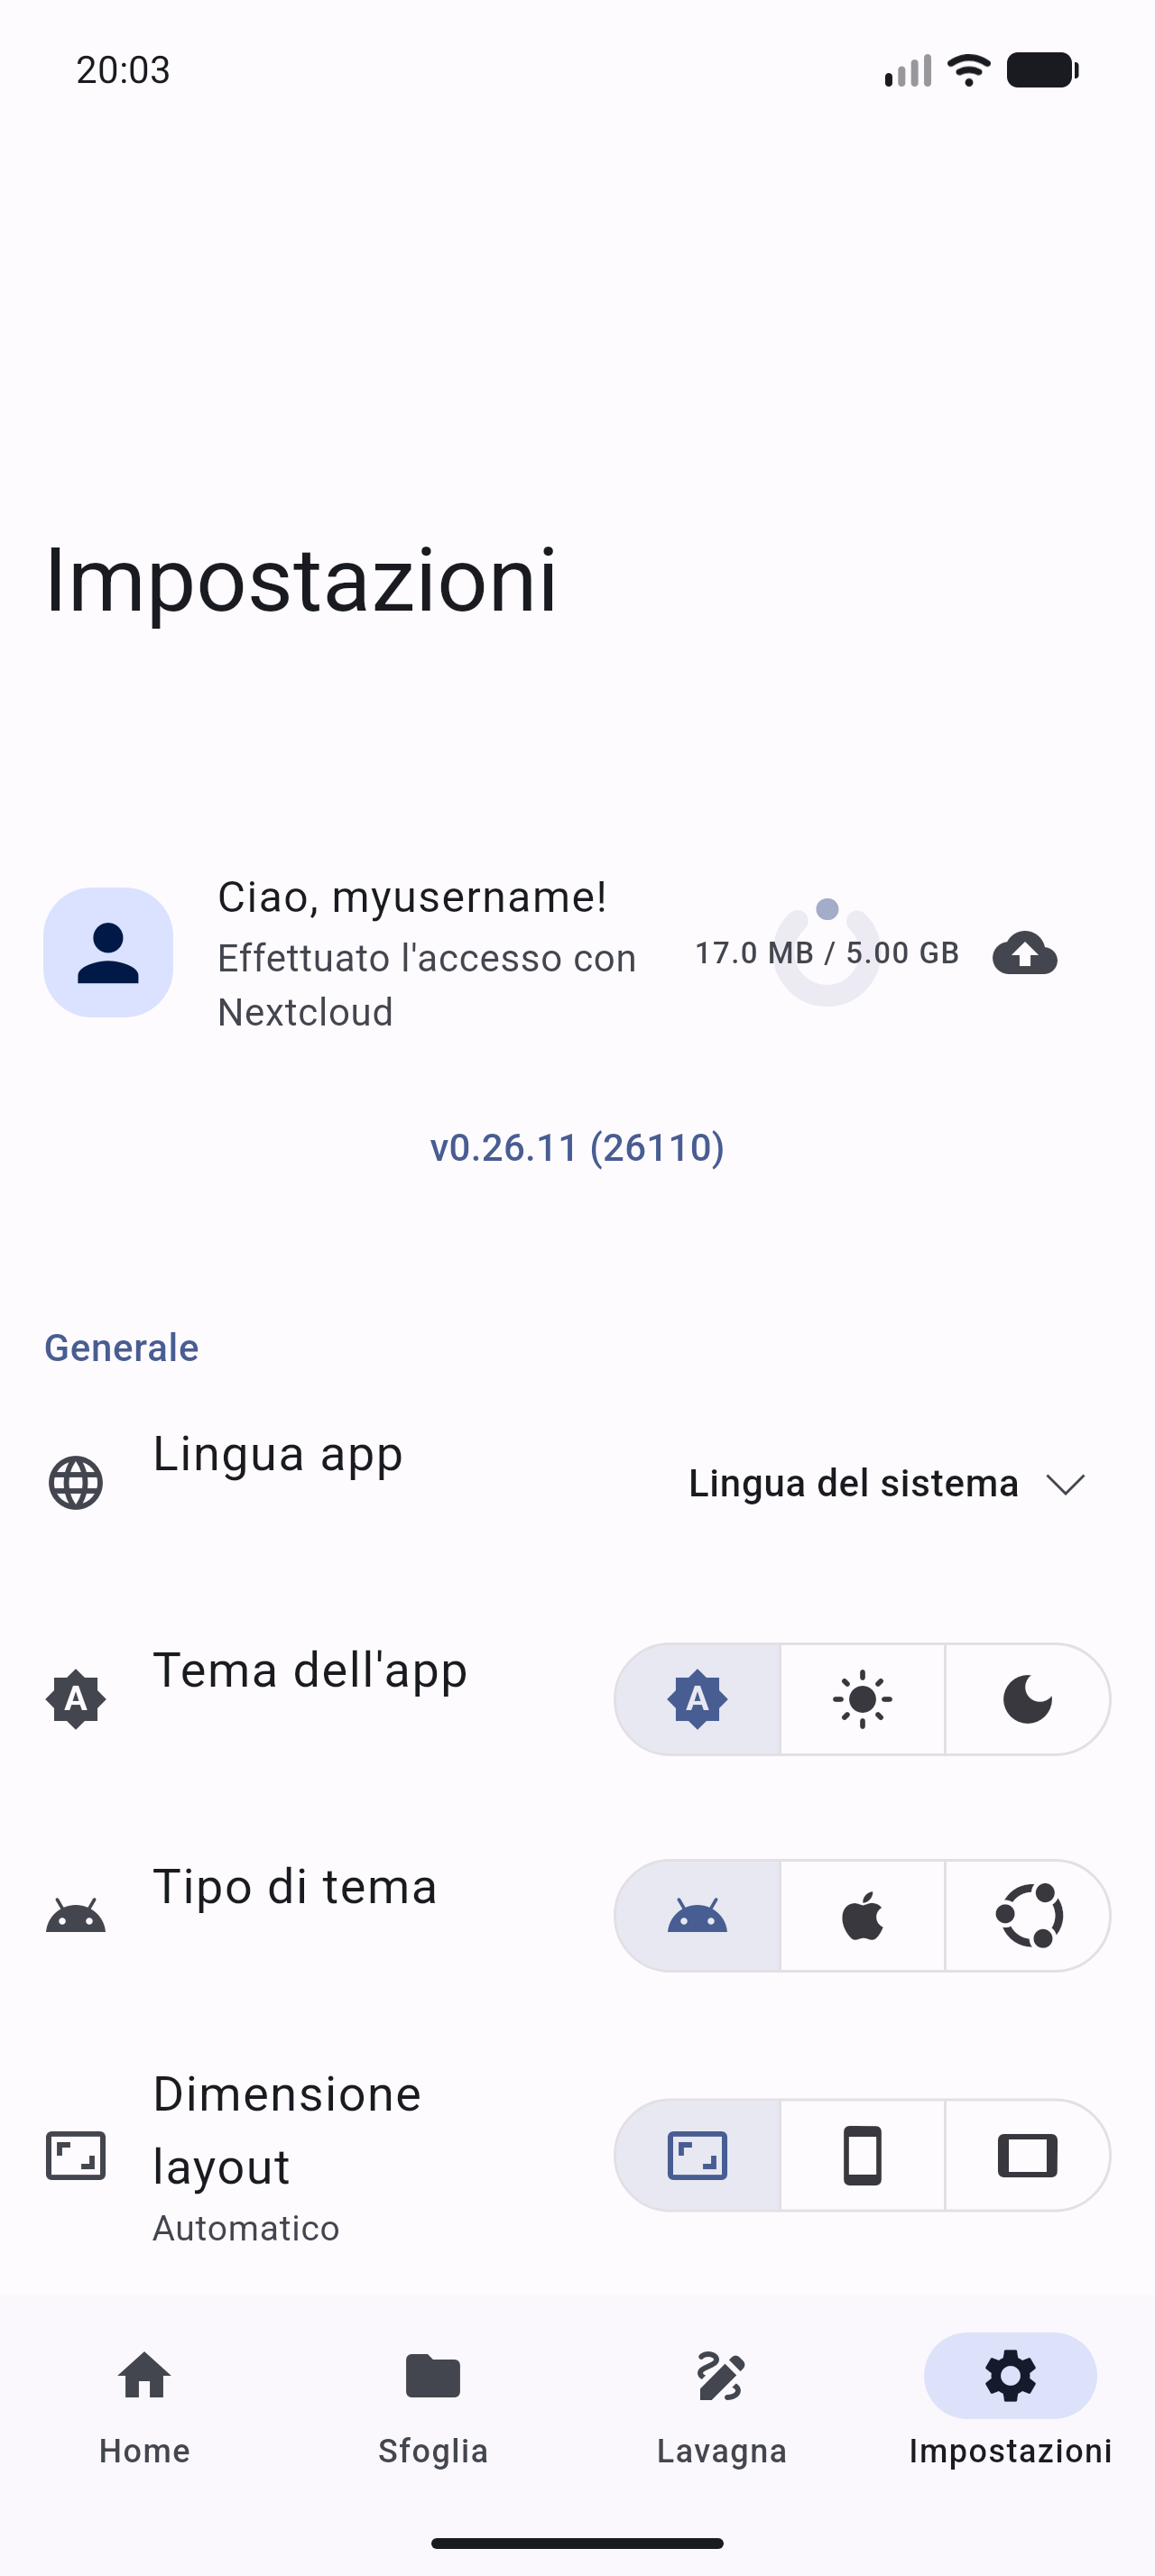 20:03
Impostazioni
Ciao, myusername!
Effettuato l'accesso con
Nextcloud
17.0 MB / 5.00 GB
v0.26.11 (26110)
Generale
Lingua app
Lingua del sistema
Tema dell'app
A
A
Tipo di tema
Dimensione
layout
Automatico
Home
Sfoglia
Lavagna
Impostazioni